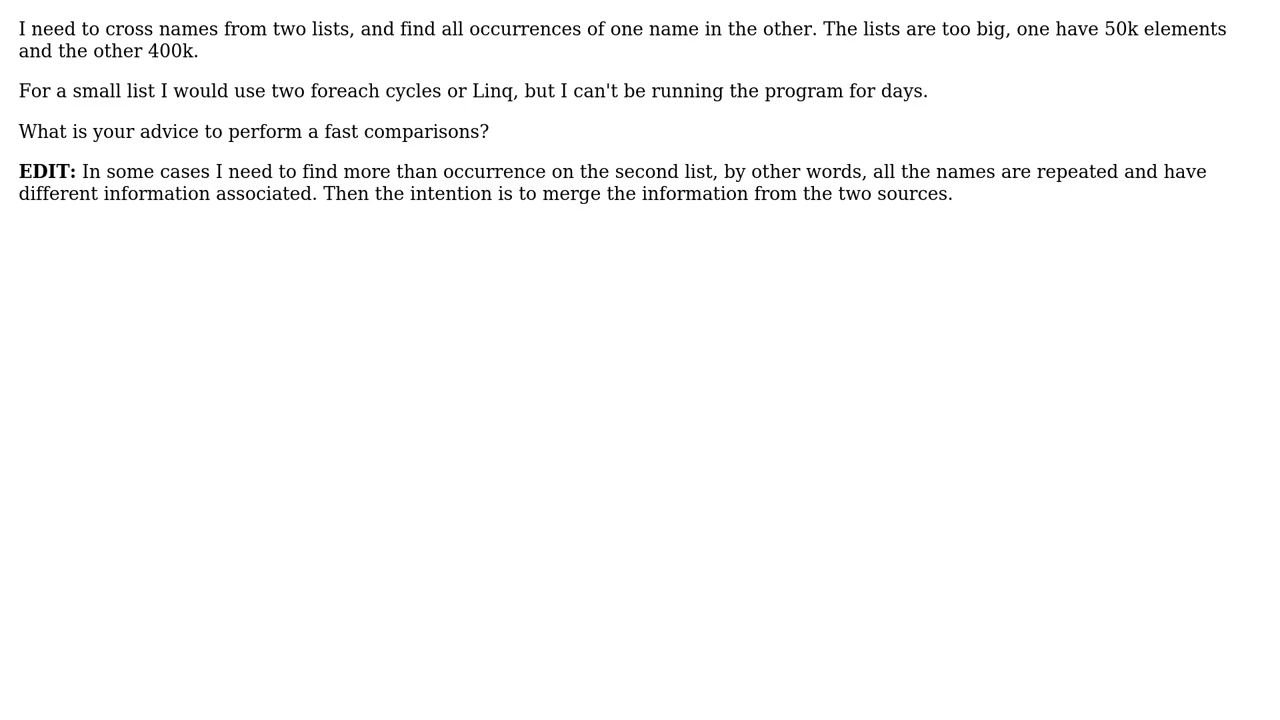 I need to cross names from two lists, and find all occurrences of one name in the other. The lists are too big, one have 50k elements
and the other 400k.
For a small list I would use two foreach cycles or Linq, but I can't be running the program for days.
What is your advice to perform a fast comparisons?
EDIT: In some cases I need to find more than occurrence on the second list, by other words, all the names are repeated and have
different information associated. Then the intention is to merge the information from the two sources.